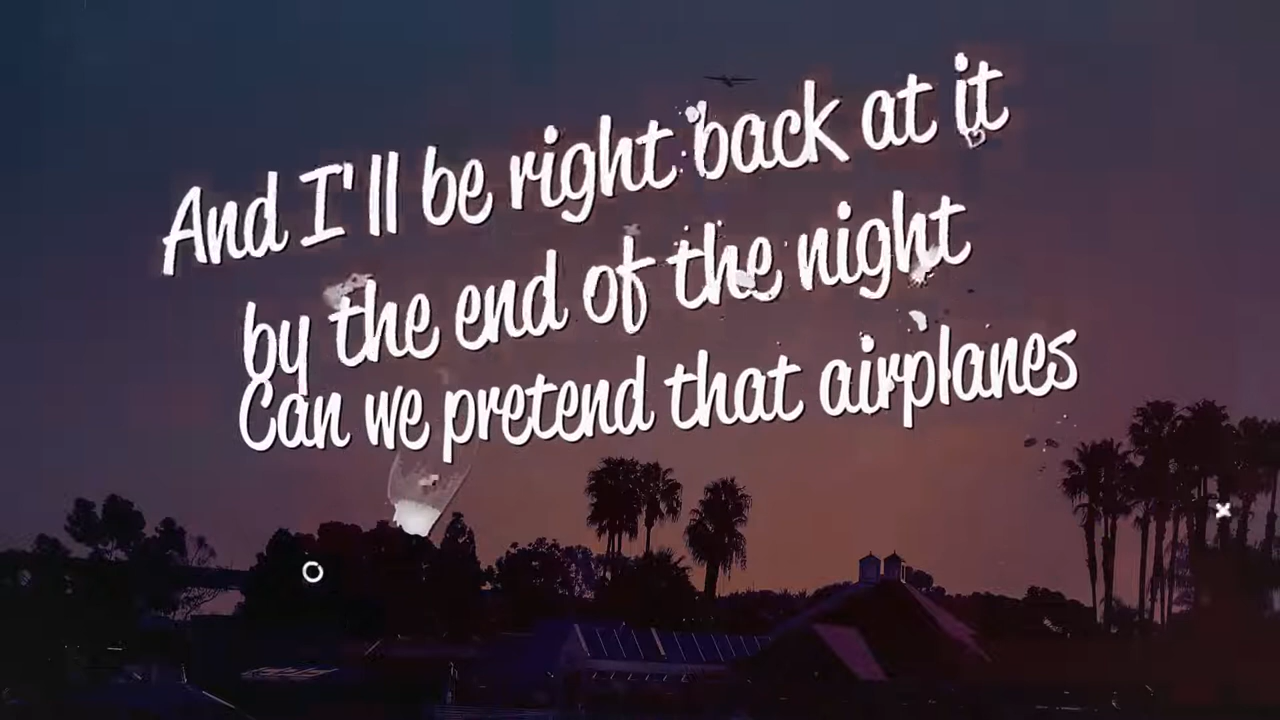 And I'll be right back at it
by the end of the night
Can we pretend that airplanes